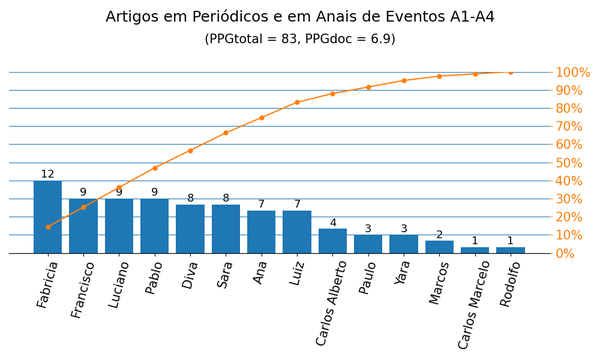 Artigos em Periódicos e em Anais de Eventos A1-A4
(PPGtotal = 83, PPGdoc = 6.9)
100%
90%
80%
70%
60%
50%
40%
30%
20%
10%
0%
12
9
9
9
8
8
7
7
4
3
3
2
1
1
Fabricia
Francisco
Luciano
Pablo
Diva
Sara
Ana
Luiz
Carlos Alberto
Paulo
Yara
Marcos
Carlos Marcelo
Rodolfo